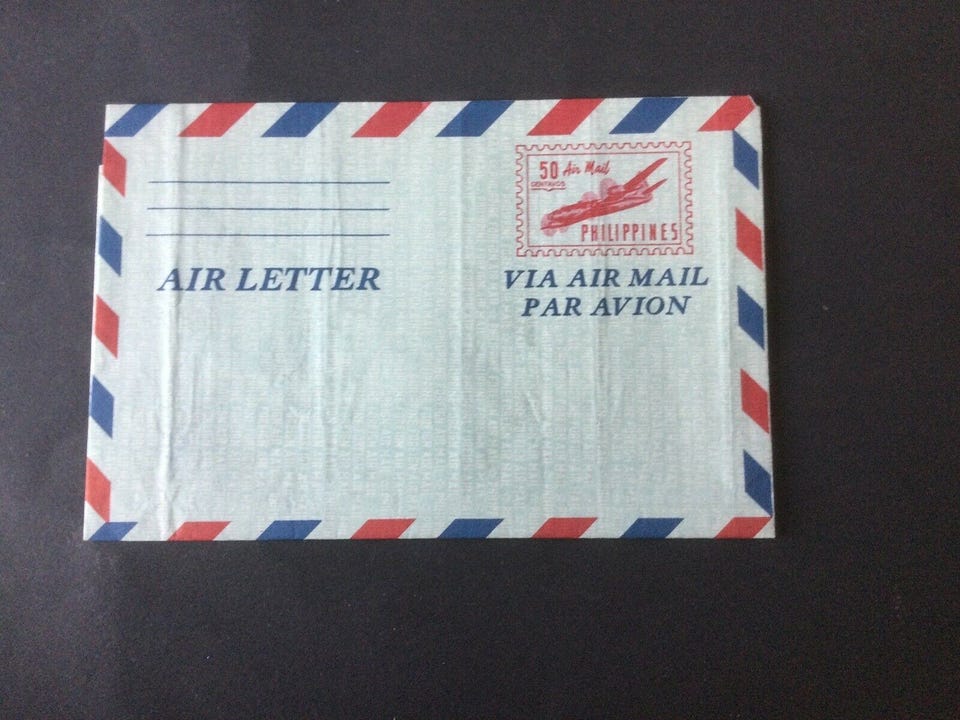 50 Air Mail
CENTAVOS
PHILIPPINES
AIR LETTER
VIA AIR MAIL
PAR AVION